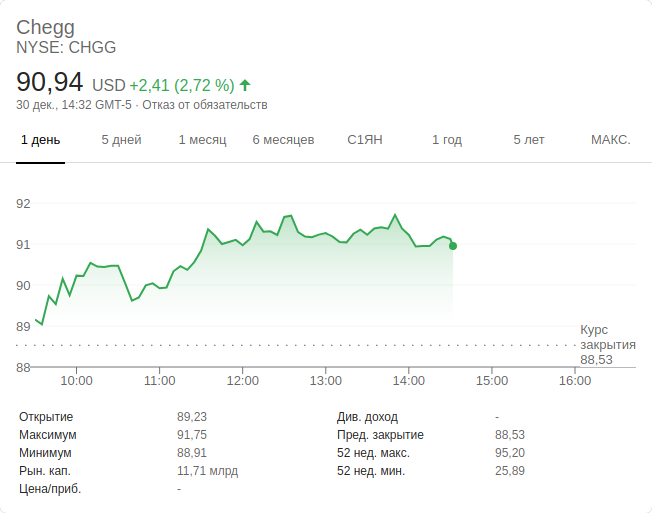 Chegg
NYSE: CHGG
90,94 USD +2,41 (2,72 %)
30 дек., 14:32 GMT-5 · Отказ от обязательств
1 день 5 дней 1 месяц 6 месяцев С1ЯН 1 год 5 лет МАКС.
92
91
90
89
88
Курс
закрытия
88,53
10:00 11:00 12:00 13:00 14:00 15:00 16:00
Открытие 89,23 Див. доход -
Максимум 91,75 Пред. закрытие 88,53
Минимум 88,91 52 нед. макс. 95,20
Рын. кап. 11,71 млрд 52 нед. мин. 25,89
Цена/приб. -